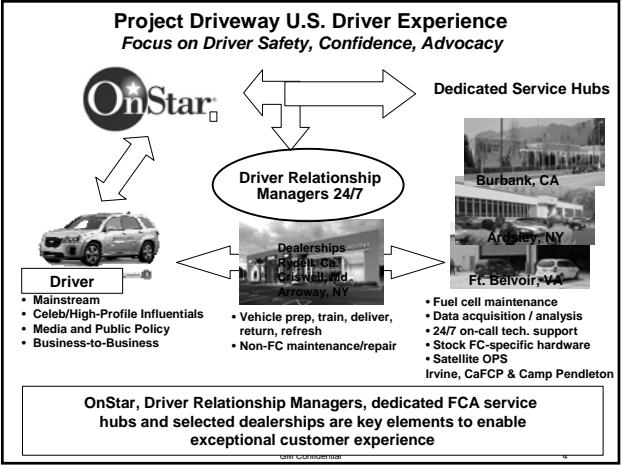 Project Driveway U.S. Driver Experience
Focus on Driver Safety, Confidence, Advocacy
OnStar
Dedicated Service Hubs
Driver Relationship
Managers 24/7
Burbank, CA
Ardsley, NY
Ft. Belvoir, VA
Dealerships
Rydell, Ca.
Criswell, Md
Arroway, NY
Driver
• Mainstream
• Celeb/High-Profile Influentials
• Media and Public Policy
• Business-to-Business
• Vehicle prep, train, deliver,
return, refresh
• Non-FC maintenance/repair
• Fuel cell maintenance
• Data acquisition / analysis
• 24/7 on-call tech. support
• Stock FC-specific hardware
• Satellite OPS
Irvine, CaFCP & Camp Pendleton
OnStar, Driver Relationship Managers, dedicated FCA service
hubs and selected dealerships are key elements to enable
exceptional customer experience
GM Confidential
4